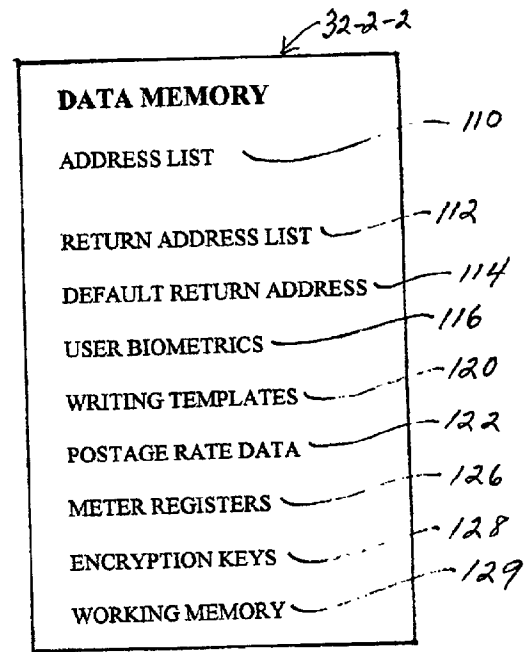 32-2-2
DATA MEMORY
ADDRESS LIST 110
RETURN ADDRESS LIST 112
DEFAULT RETURN ADDRESS 114
USER BIOMETRICS 116
WRITING TEMPLATES 120
POSTAGE RATE DATA 122
METER REGISTERS 126
ENCRYPTION KEYS 128
WORKING MEMORY 129